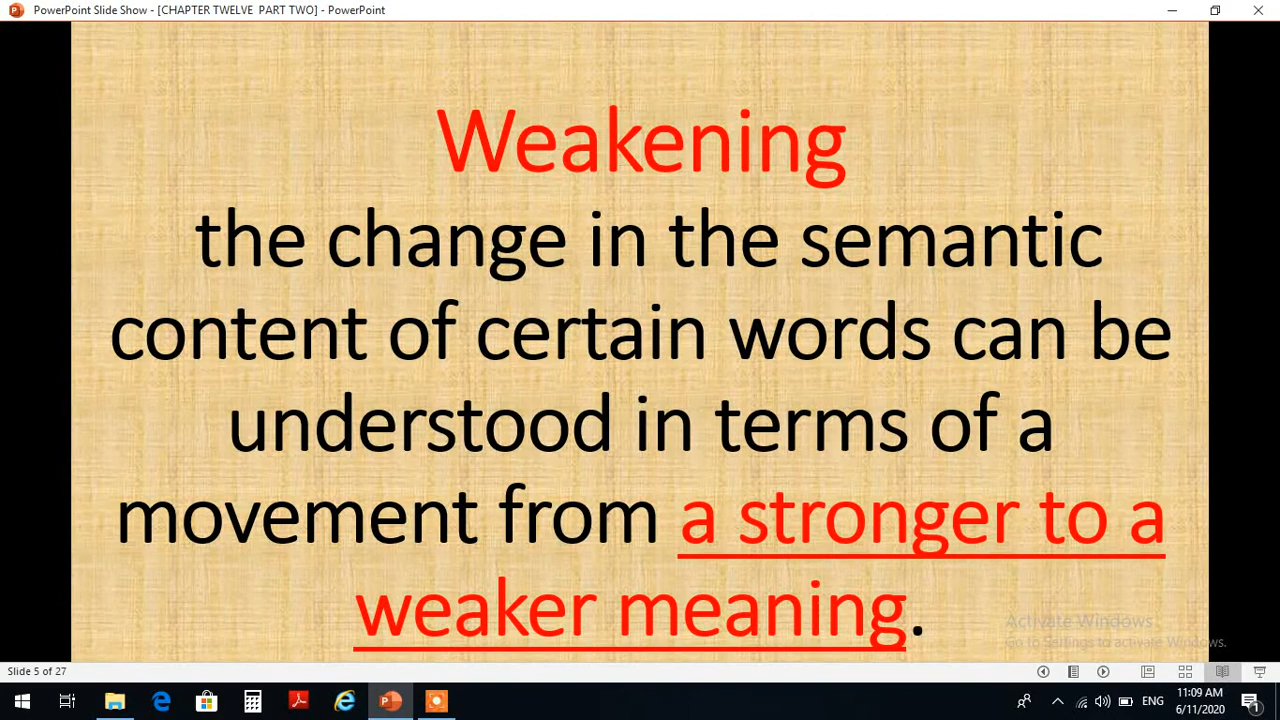 PowerPoint Slide Show - [CHAPTER TWELVE  PART TWO] - PowerPoint
Weakening
the change in the semantic
content of certain words can be
understood in terms of a
movement from a stronger to a
weaker meaning.
Activate Windows
Go to Settings to activate Windows.
Slide 5 of 27
11:09 AM
ENG
6/11/2020
1